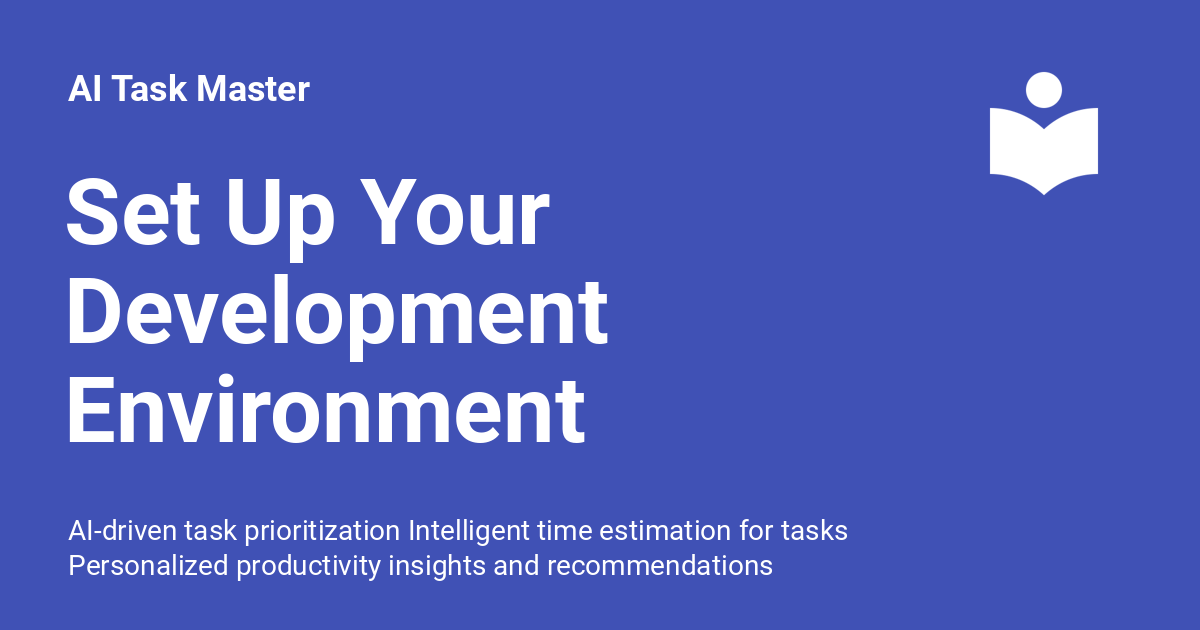 AI Task Master
Set Up Your
Development
Environment
AI-driven task prioritization Intelligent time estimation for tasks
Personalized productivity insights and recommendations